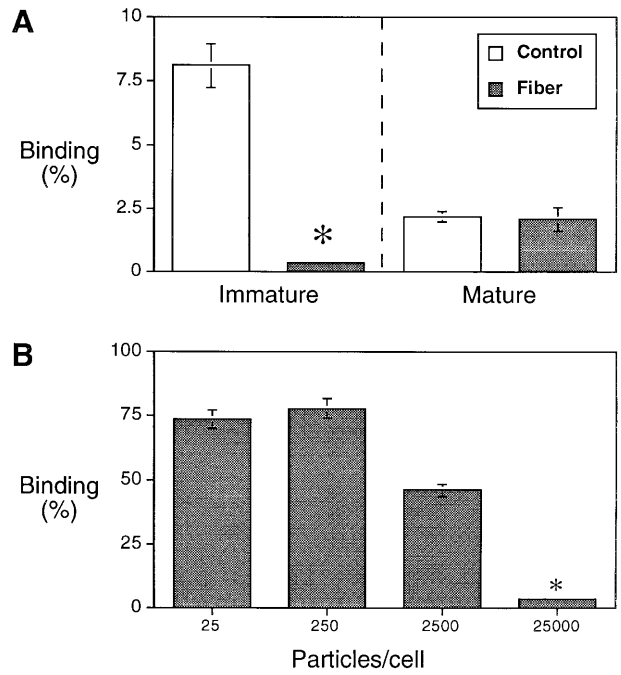 A
10
7.5
5
2.5
0
Binding
(%)
Control
Fiber
*
Immature
Mature
B
100
75
50
25
0
Binding
(%)
*
25
250
2500
25000
Particles/cell